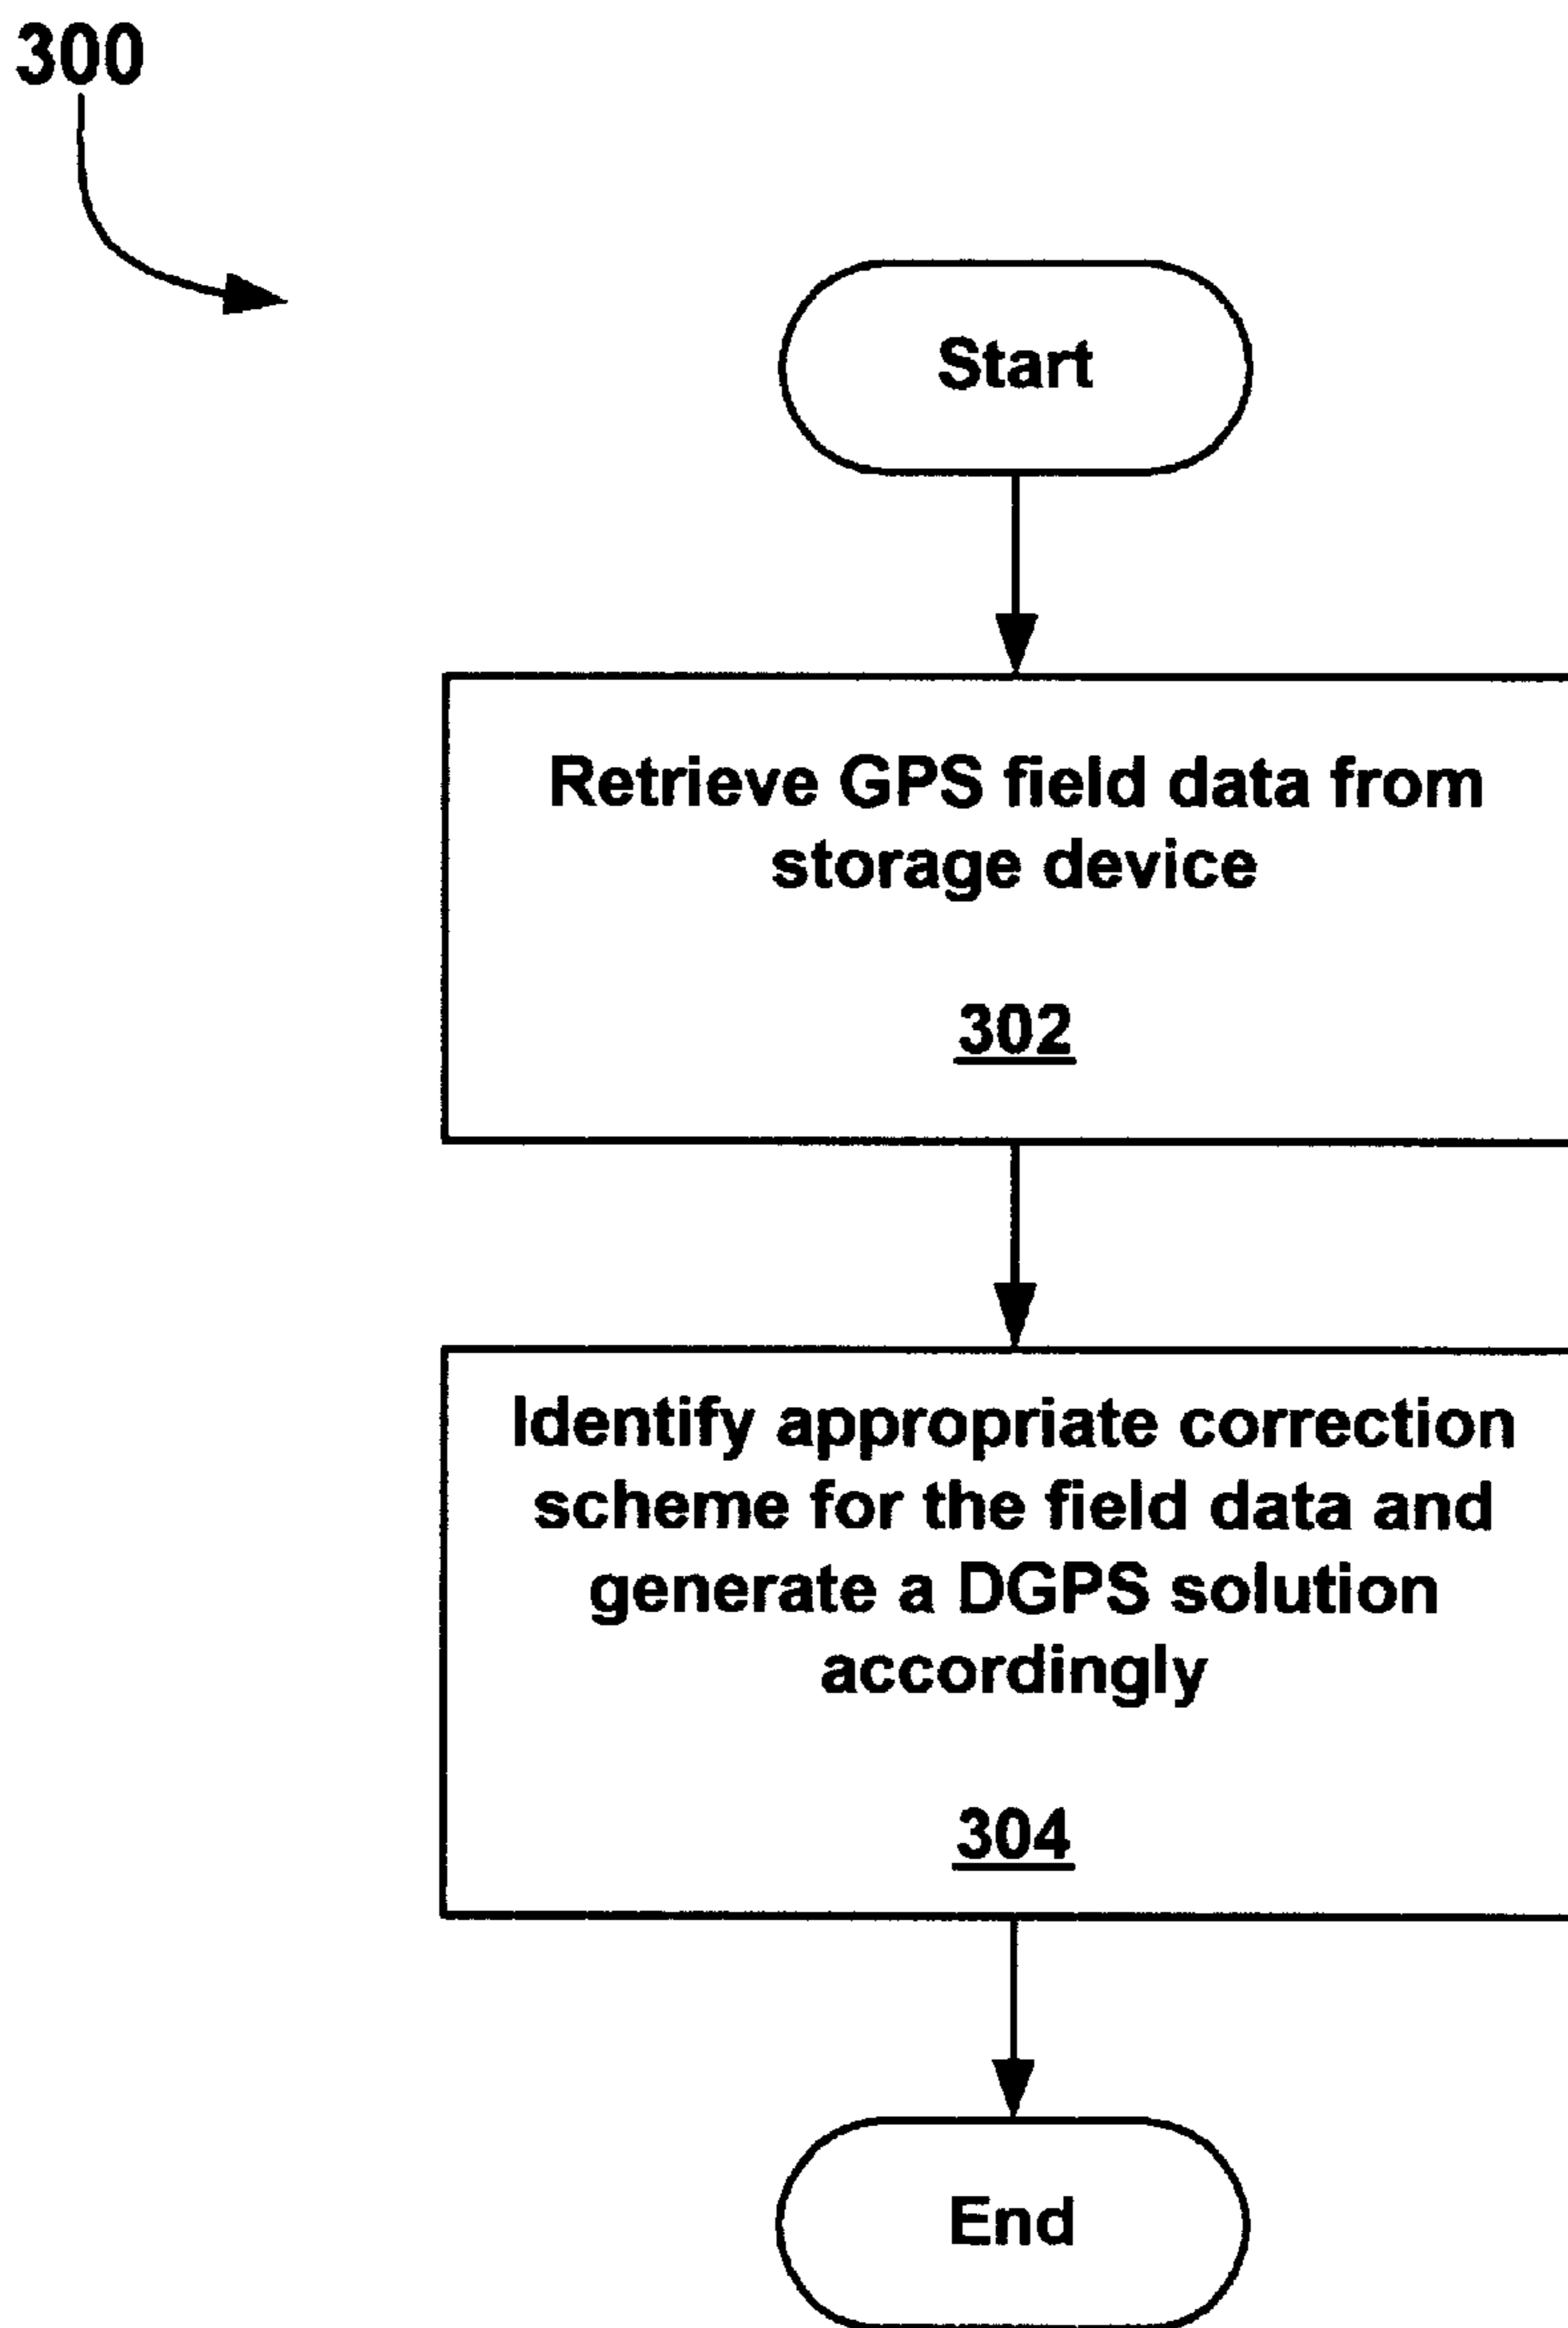 300
Start
Retrieve GPS field data from
storage device
302
Identify appropriate correction
scheme for the field data and
generate a DGPS solution
accordingly
304
End